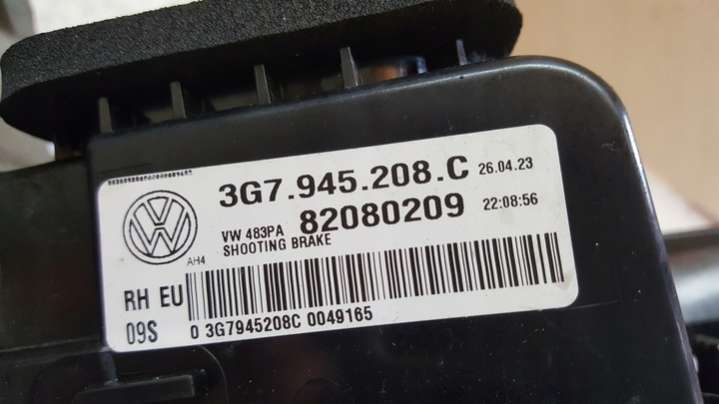 3G7.945.208.C 26.04.23
VW 483PA 82080209 22:08:56
SHOOTING BRAKE
AH4
RH EU
09S
0 3G7945208C 0049165